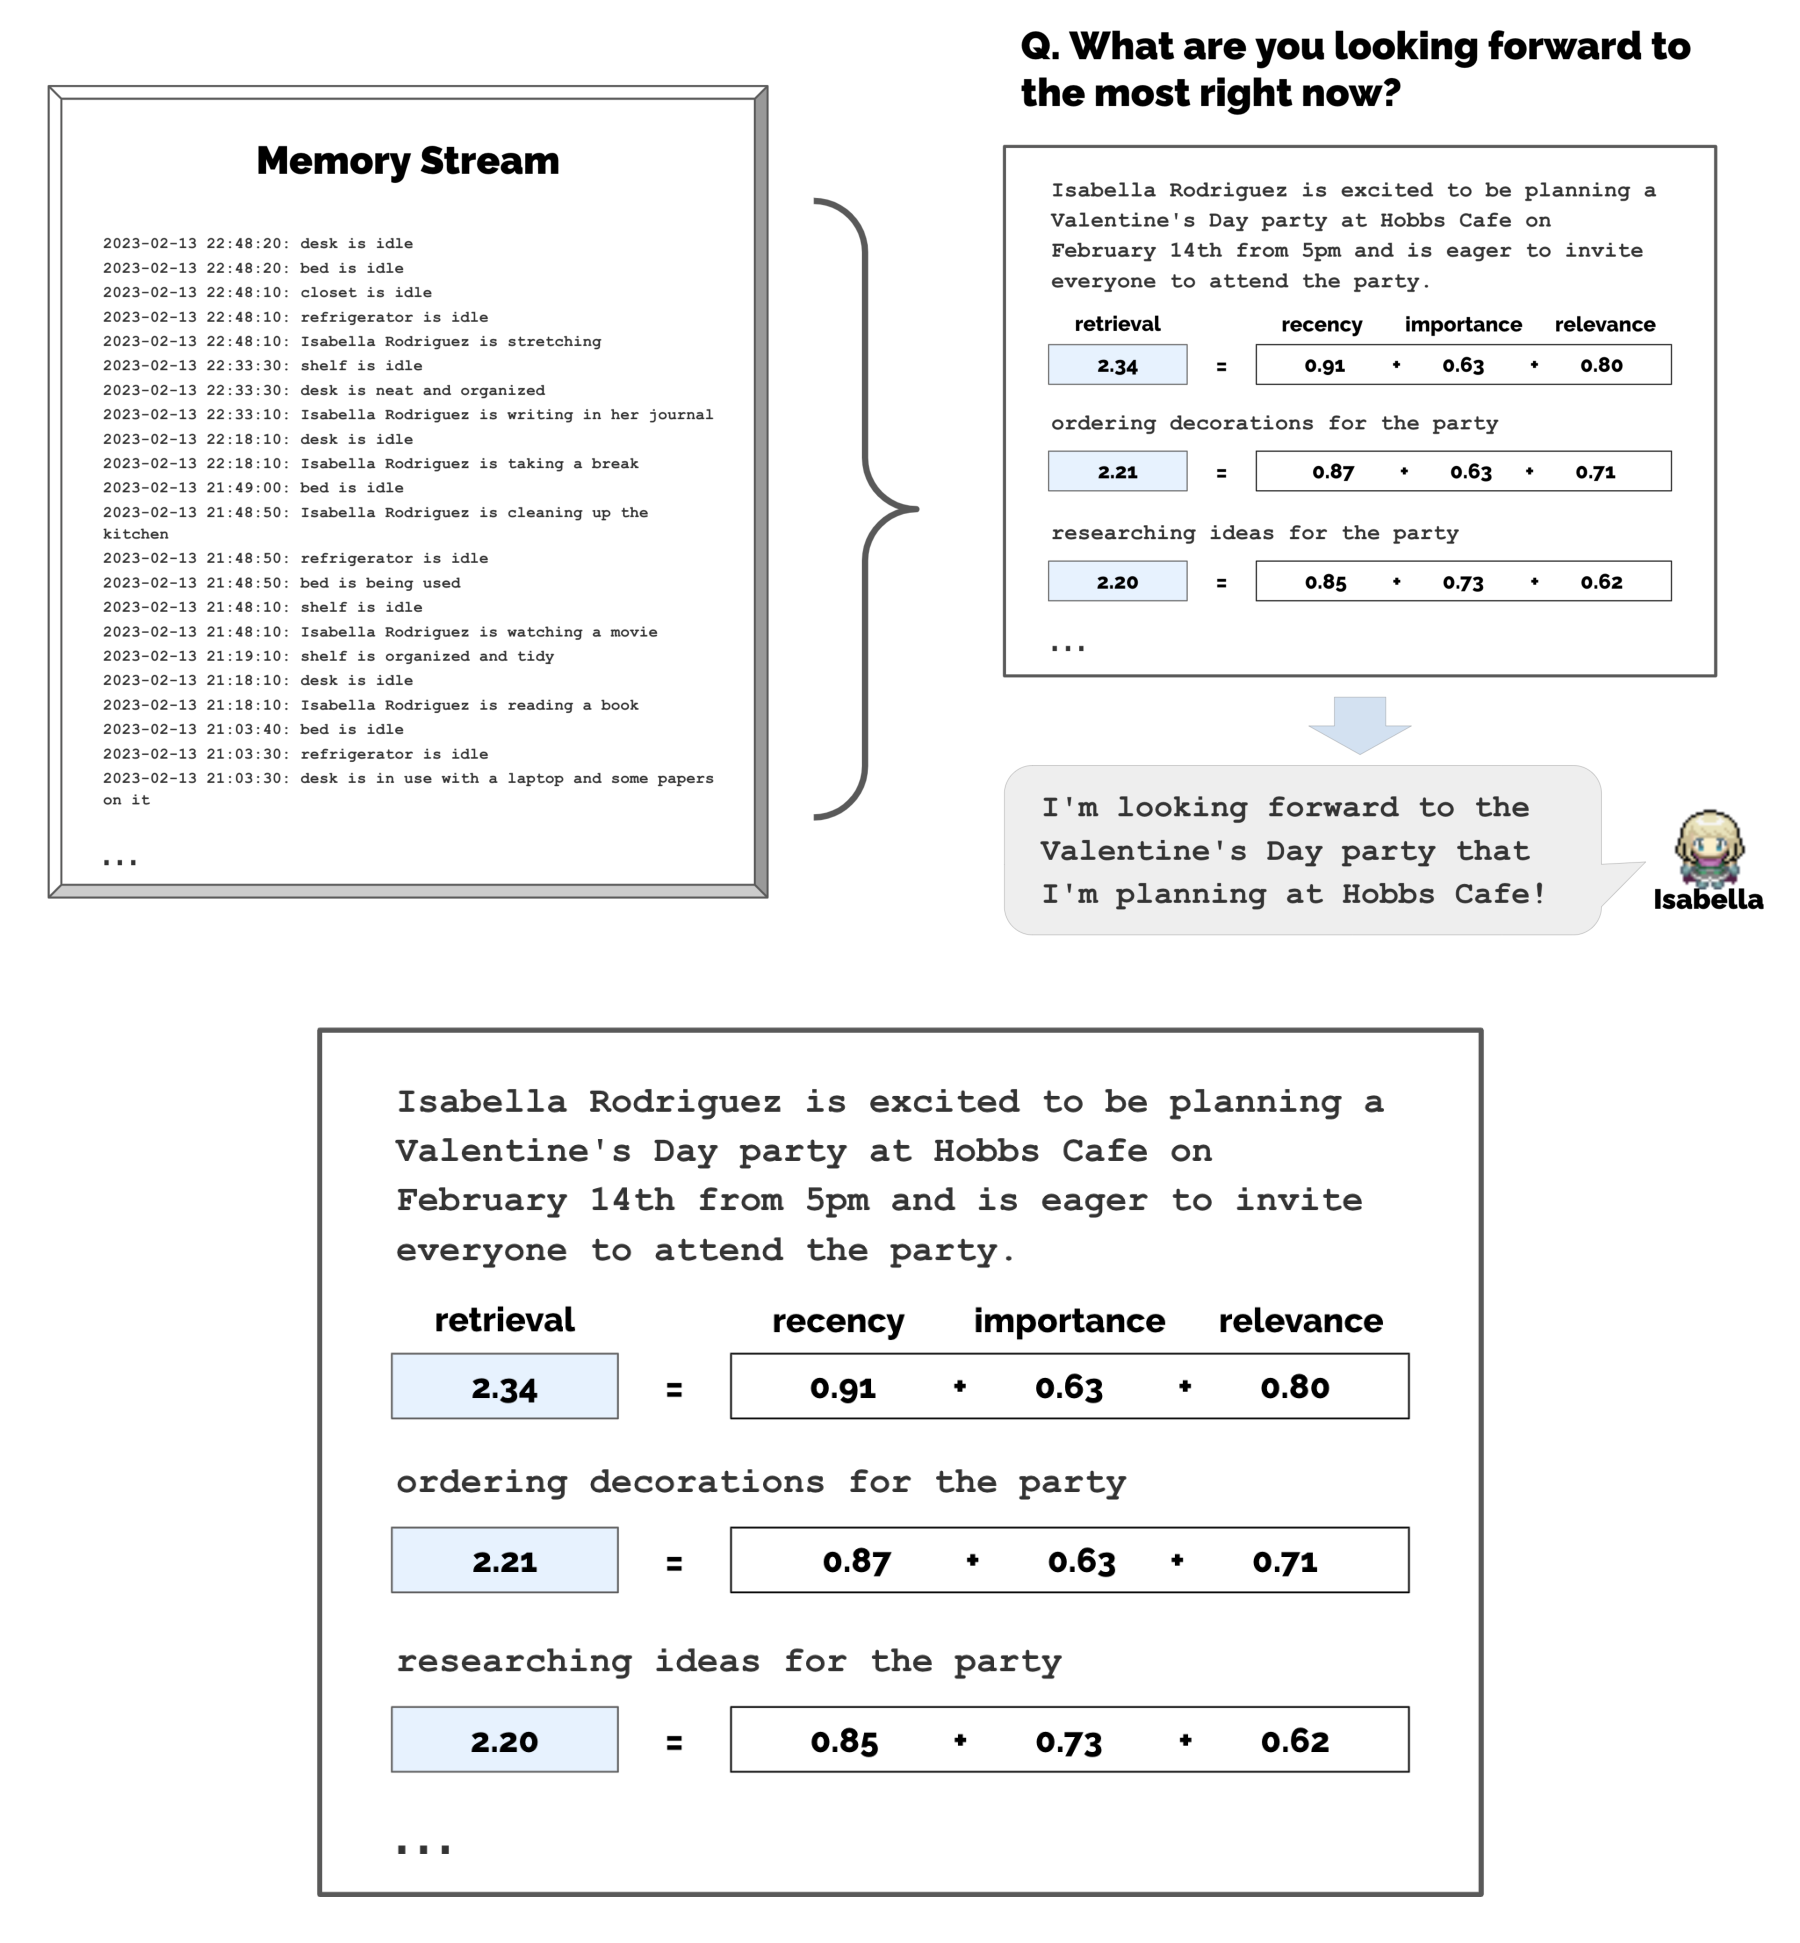 Memory Stream
2023-02-13 22:48:20: desk is idle
2023-02-13 22:48:20: bed is idle
2023-02-13 22:48:10: closet is idle
2023-02-13 22:48:10: refrigerator is idle
2023-02-13 22:48:10: Isabella Rodriguez is stretching
2023-02-13 22:33:30: shelf is idle
2023-02-13 22:33:30: desk is neat and organized
2023-02-13 22:33:10: Isabella Rodriguez is writing in her journal
2023-02-13 22:18:10: desk is idle
2023-02-13 22:18:10: Isabella Rodriguez is taking a break
2023-02-13 21:49:00: bed is idle
2023-02-13 21:48:50: Isabella Rodriguez is cleaning up the
kitchen
2023-02-13 21:48:50: refrigerator is idle
2023-02-13 21:48:50: bed is being used
2023-02-13 21:48:10: shelf is idle
2023-02-13 21:48:10: Isabella Rodriguez is watching a movie
2023-02-13 21:19:10: shelf is organized and tidy
2023-02-13 21:18:10: desk is idle
2023-02-13 21:18:10: Isabella Rodriguez is reading a book
2023-02-13 21:03:40: bed is idle
2023-02-13 21:03:30: refrigerator is idle
2023-02-13 21:03:30: desk is in use with a laptop and some papers
on it
...
Q. What are you looking forward to
the most right now?
Isabella Rodriguez is excited to be planning a
Valentine's Day party at Hobbs Cafe on
February 14th from 5pm and is eager to invite
everyone to attend the party.
retrieval recency importance relevance
2.34 = 0.91 + 0.63 + 0.80
ordering decorations for the party
2.21 = 0.87 + 0.63 + 0.71
researching ideas for the party
2.20 = 0.85 + 0.73 + 0.62
...
I'm looking forward to the
Valentine's Day party that
I'm planning at Hobbs Cafe!
Isabella
Isabella Rodriguez is excited to be planning a
Valentine's Day party at Hobbs Cafe on
February 14th from 5pm and is eager to invite
everyone to attend the party.
retrieval recency importance relevance
2.34 = 0.91 + 0.63 + 0.80
ordering decorations for the party
2.21 = 0.87 + 0.63 + 0.71
researching ideas for the party
2.20 = 0.85 + 0.73 + 0.62
...